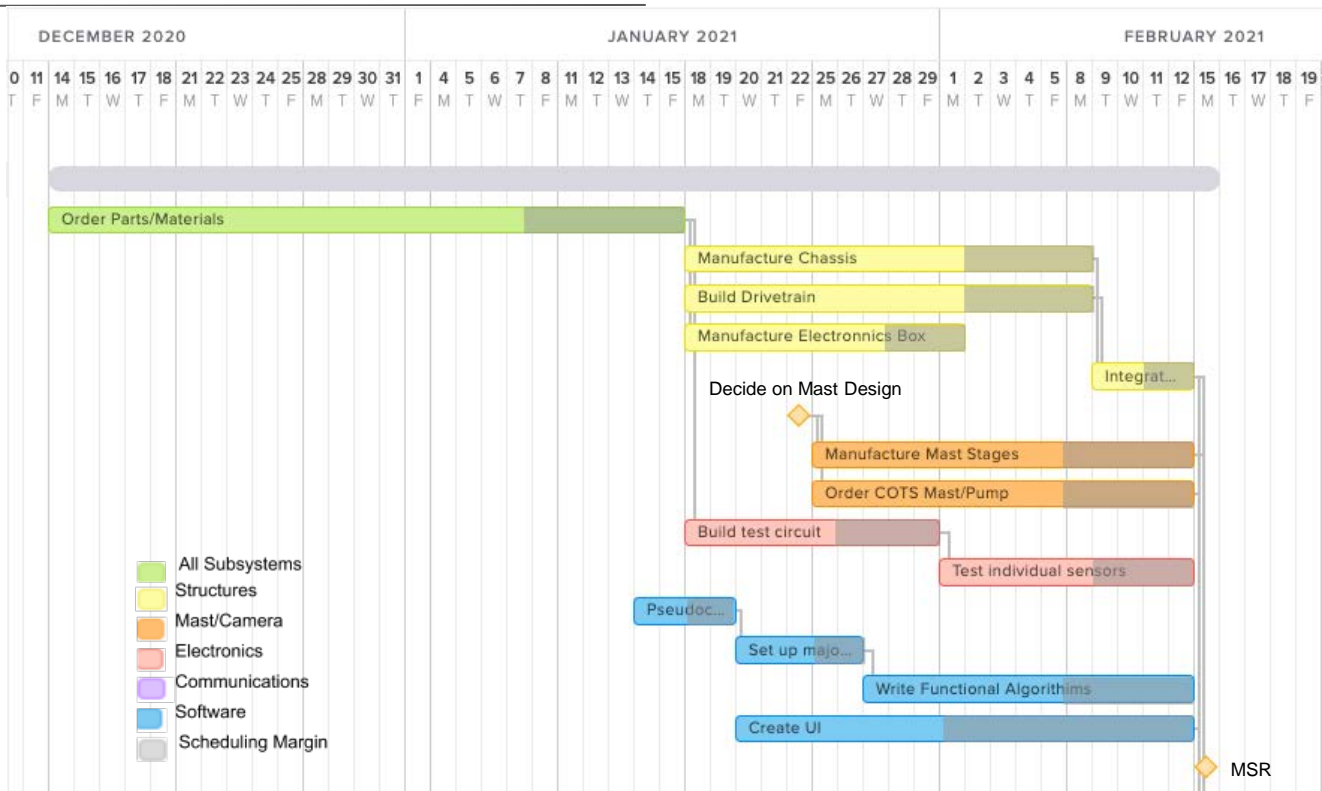 DECEMBER 2020 JANUARY 2021 FEBRUARY 2021
0 11 14 15 16 17 18 21 22 23 24 25 28 29 30 31 1 4 5 6 7 8 11 12 13 14 15 18 19 20 21 22 25 26 27 28 29 1 2 3 4 5 8 9 10 11 12 15 16 17 18 19
T F M T W T F M T W T F M T W T F M T W T F M T W T F M T W T F M T W T F M T W T F M T W T F M T W T F
Order Parts/Materials
Manufacture Chassis
Build Drivetrain
Manufacture Electronnics Box
Integrat...
Decide on Mast Design
Manufacture Mast Stages
Order COTS Mast/Pump
Build test circuit
Test individual sensors
Pseudoc...
Set up majo...
Write Functional Algorithims
Create UI
MSR
All Subsystems
Structures
Mast/Camera
Electronics
Communications
Software
Scheduling Margin